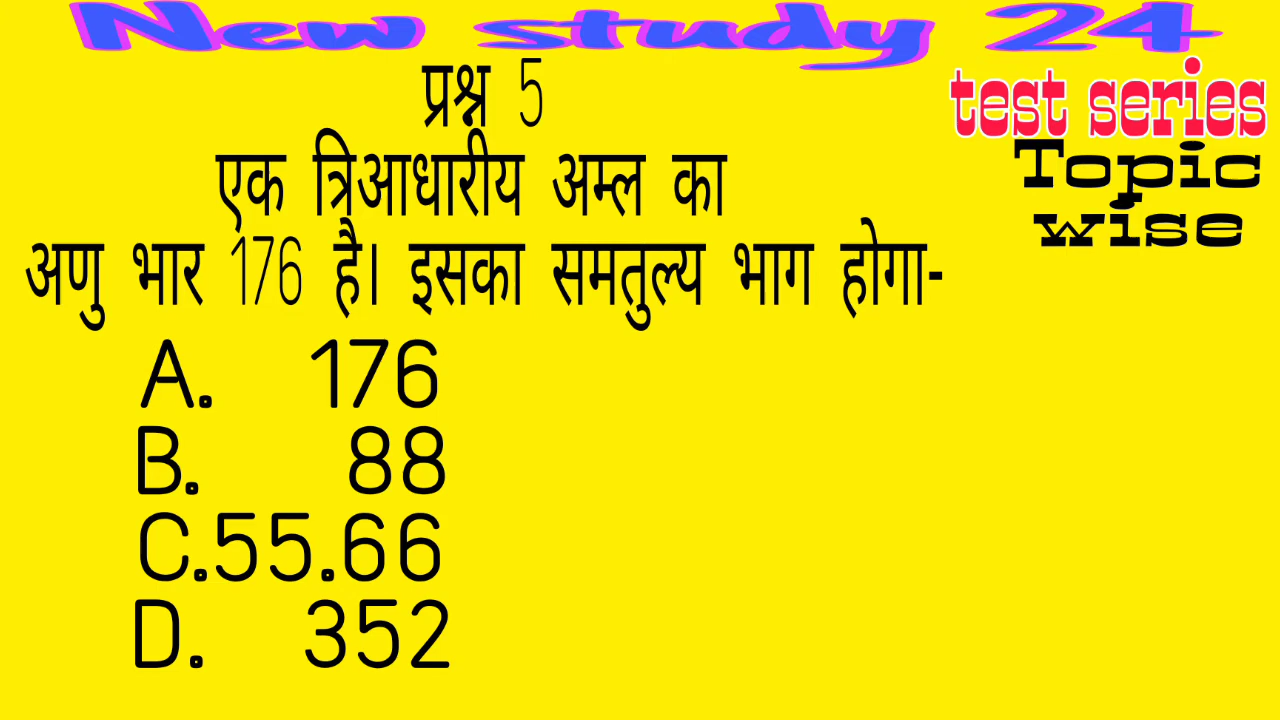 New study 24
test series
Topic
wise
प्रश्न 5
एक त्रिआधारीय अम्ल का
अणु भार 176 है। इसका समतुल्य भाग होगा-
A. 176
B. 88
C.55.66
D. 352